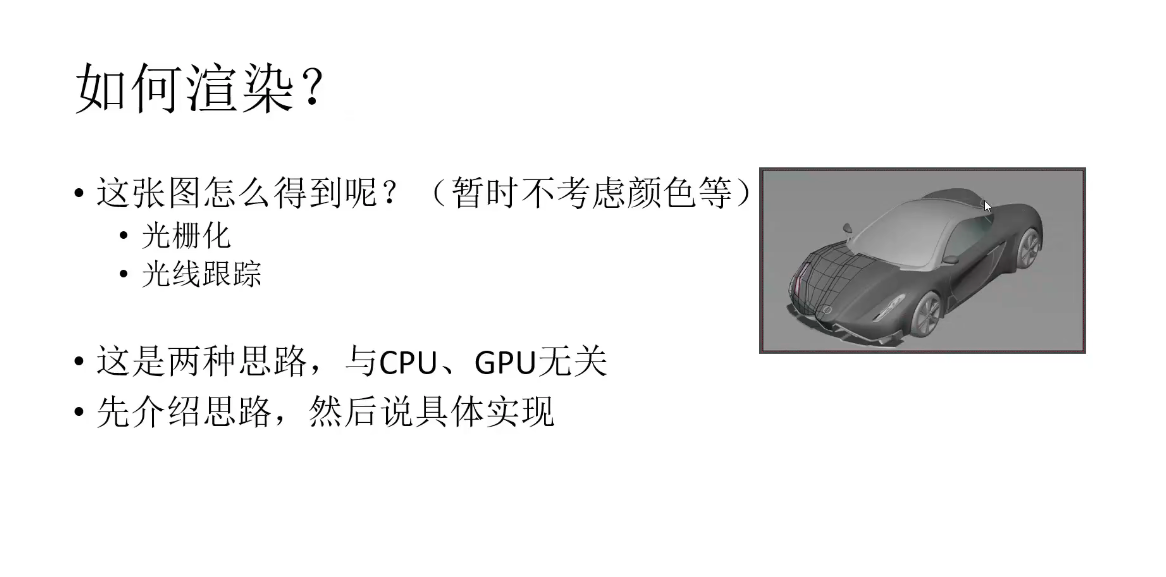 如何渲染？
• 这张图怎么得到呢？（暂时不考虑颜色等）
• 光栅化
• 光线跟踪
• 这是两种思路，与CPU、GPU无关
• 先介绍思路，然后说具体实现